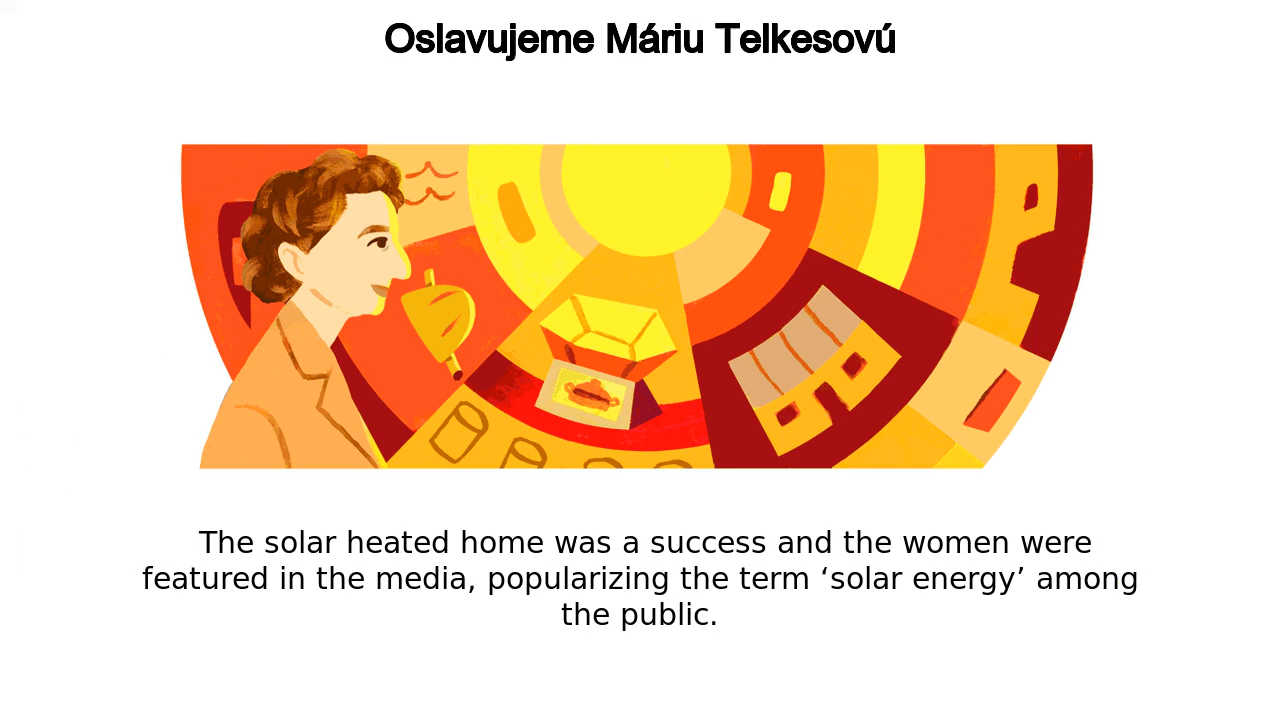 Oslavujeme Máriu Telkesovú
The solar heated home was a success and the women were
featured in the media, popularizing the term ‘solar energy’ among
the public.